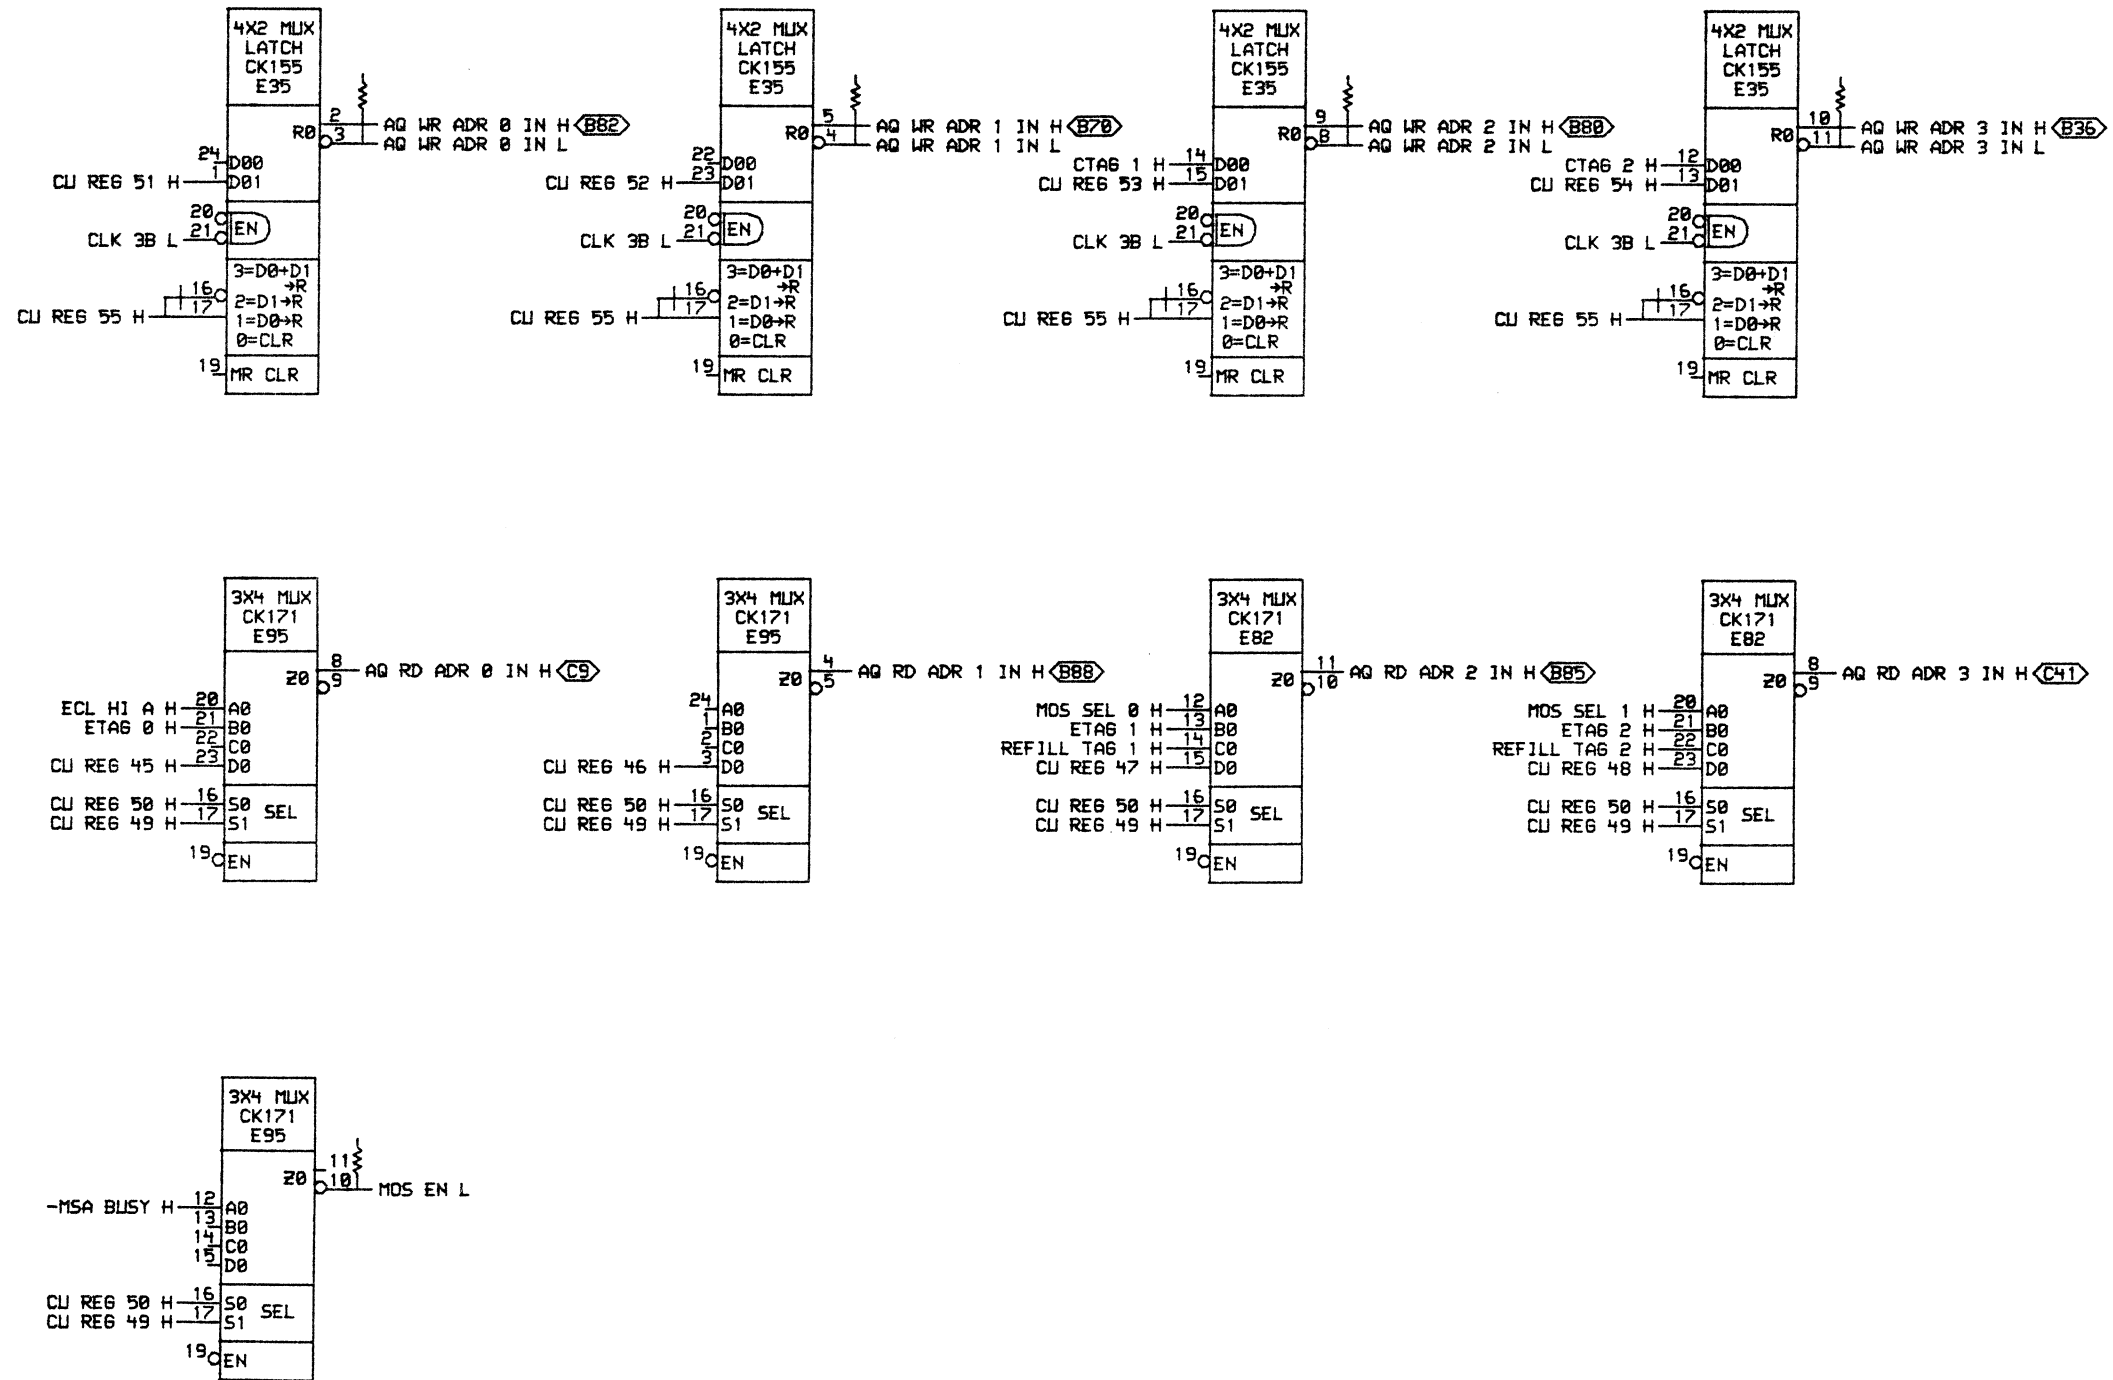 4X2 MUX
LATCH
CK155
E35
R0
2
3
AQ WR ADR 0 IN H B82
AQ WR ADR 0 IN L
24 D00
CU REG 51 H 1 D01
20
CLK 3B L 21 EN
3=D0+D1
→R
16
2=D1→R
CU REG 55 H 17
1=D0→R
0=CLR
19 MR CLR
4X2 MUX
LATCH
CK155
E35
R0
5
4
AQ WR ADR 1 IN H B70
AQ WR ADR 1 IN L
22 D00
CU REG 52 H 23 D01
20
CLK 3B L 21 EN
3=D0+D1
→R
16
2=D1→R
CU REG 55 H 17
1=D0→R
0=CLR
19 MR CLR
4X2 MUX
LATCH
CK155
E35
R0
9
8
AQ WR ADR 2 IN H B80
AQ WR ADR 2 IN L
CTAG 1 H 14 D00
CU REG 53 H 15 D01
20
CLK 3B L 21 EN
3=D0+D1
→R
16
2=D1→R
CU REG 55 H 17
1=D0→R
0=CLR
19 MR CLR
4X2 MUX
LATCH
CK155
E35
R0
10
11
AQ WR ADR 3 IN H B36
AQ WR ADR 3 IN L
CTAG 2 H 12 D00
CU REG 54 H 13 D01
20
CLK 3B L 21 EN
3=D0+D1
→R
16
2=D1→R
CU REG 55 H 17
1=D0→R
0=CLR
19 MR CLR
3X4 MUX
CK171
E95
Z0
8
9
AQ RD ADR 0 IN H C9
ECL HI A H 20 A0
ETAG 0 H 21 B0
22 C0
CU REG 45 H 23 D0
CU REG 50 H 16 S0
SEL
CU REG 49 H 17 S1
19 EN
3X4 MUX
CK171
E95
Z0
4
5
AQ RD ADR 1 IN H B88
24 A0
1 B0
2 C0
CU REG 46 H 3 D0
CU REG 50 H 16 S0
SEL
CU REG 49 H 17 S1
19 EN
3X4 MUX
CK171
E82
Z0
11
10
AQ RD ADR 2 IN H B85
MOS SEL 0 H 12 A0
ETAG 1 H 13 B0
REFILL TAG 1 H 14 C0
CU REG 47 H 15 D0
CU REG 50 H 16 S0
SEL
CU REG 49 H 17 S1
19 EN
3X4 MUX
CK171
E82
Z0
8
9
AQ RD ADR 3 IN H C41
MOS SEL 1 H 20 A0
ETAG 2 H 21 B0
REFILL TAG 2 H 22 C0
CU REG 48 H 23 D0
CU REG 50 H 16 S0
SEL
CU REG 49 H 17 S1
19 EN
3X4 MUX
CK171
E95
Z0
11
10
MOS EN L
-MSA BUSY H 12 A0
13 B0
14 C0
15 D0
CU REG 50 H 16 S0
SEL
CU REG 49 H 17 S1
19 EN